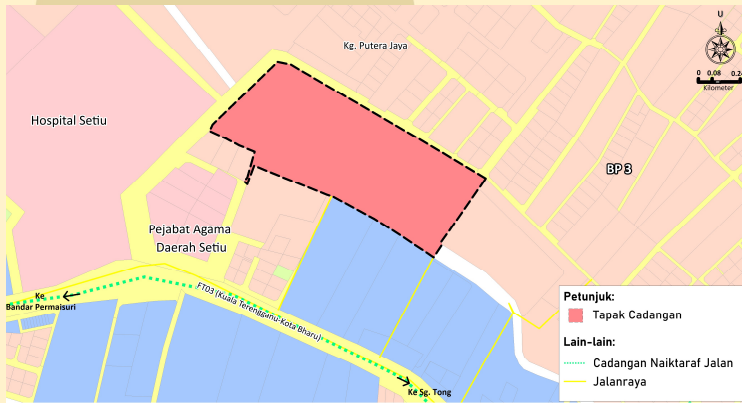 U
0 0.08 0.24
Kilometer
Kg. Putera Jaya
Hospital Setiu
BP 3
Pejabat Agama
Daerah Setiu
Ke
Bandar Permaisuri
FT03 (Kuala Terengganu-Kota Bharu)
Ke Sg. Tong
Petunjuk:
Tapak Cadangan
Lain-lain:
Cadangan Naiktaraf Jalan
Jalanraya